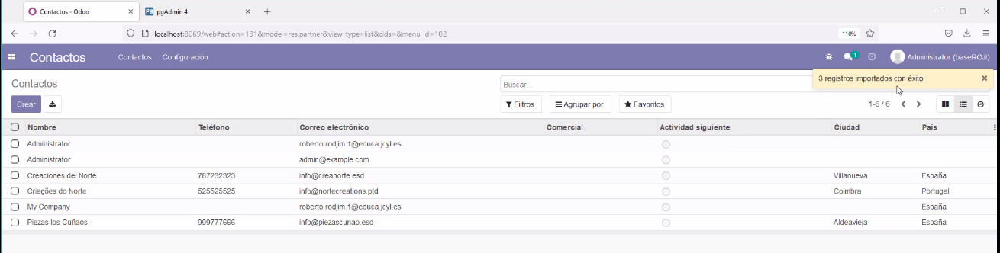 Contactos - Odoo
pgAdmin 4
localhost:8069/web#action=131&model=res.partner&view_type=list&cids=&menu_id=102
110%
Contactos Contactos Configuración
1 Administrator (baseROJI)
3 registros importados con éxito
Contactos
Buscar...
Crear
Filtros Agrupar por Favoritos
1-6 / 6
Nombre Teléfono Correo electrónico Comercial Actividad siguiente Ciudad País
Administrator roberto.rodjim.1@educa.jcyl.es
Administrator admin@example.com
Creaciones del Norte 787232323 info@creanorte.esd Villanueva España
Criações do Norte 525525525 info@nortecreations.ptd Coimbra Portugal
My Company roberto.rodjim.1@educa.jcyl.es España
Piezas los Cuñaos 999777666 info@piezascunao.esd Aldeavieja España